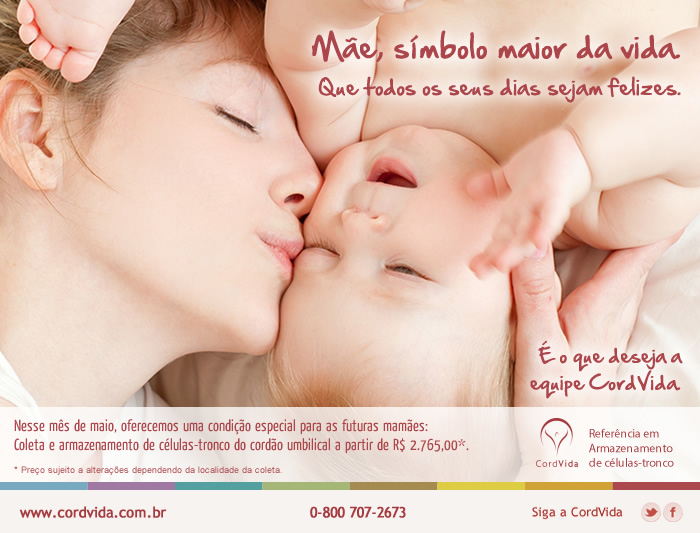 Mãe, símbolo maior da vida.
Que todos os seus dias sejam felizes.
É o que deseja a
equipe CordVida.
Nesse mês de maio, oferecemos uma condição especial para as futuras mamães:
Coleta e armazenamento de células-tronco do cordão umbilical a partir de R$ 2.765,00*.
* Preço sujeito a alterações dependendo da localidade da coleta.
CordVida
Referência em
Armazenamento
de células-tronco
www.cordvida.com.br
0-800 707-2673
Siga a CordVida